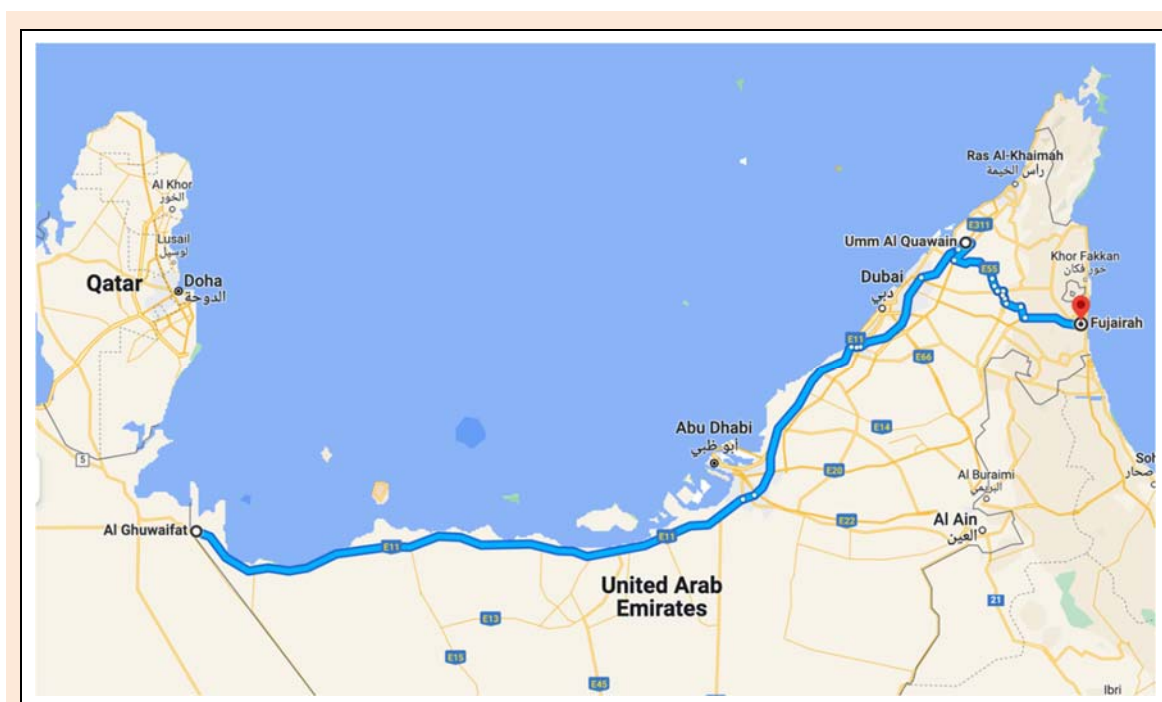 Ras Al-Khaimah
رأس الخيمة
Al Khor
الخور
E311
Umm Al Quawain
Lusail
لوسيل
Khor Fakkan
خور فكان
E55
Qatar
Doha
الدوحة
Dubai
دبي
Fujairah
E11
E66
Abu Dhabi
أبو ظبي
E14
5
E20
Al Buraimi
البريمي
Soh
صحار
Al Ghuwaifat
E22
Al Ain
العين
E11
E11
United Arab
Emirates
21
E13
E15
E45
Ibri